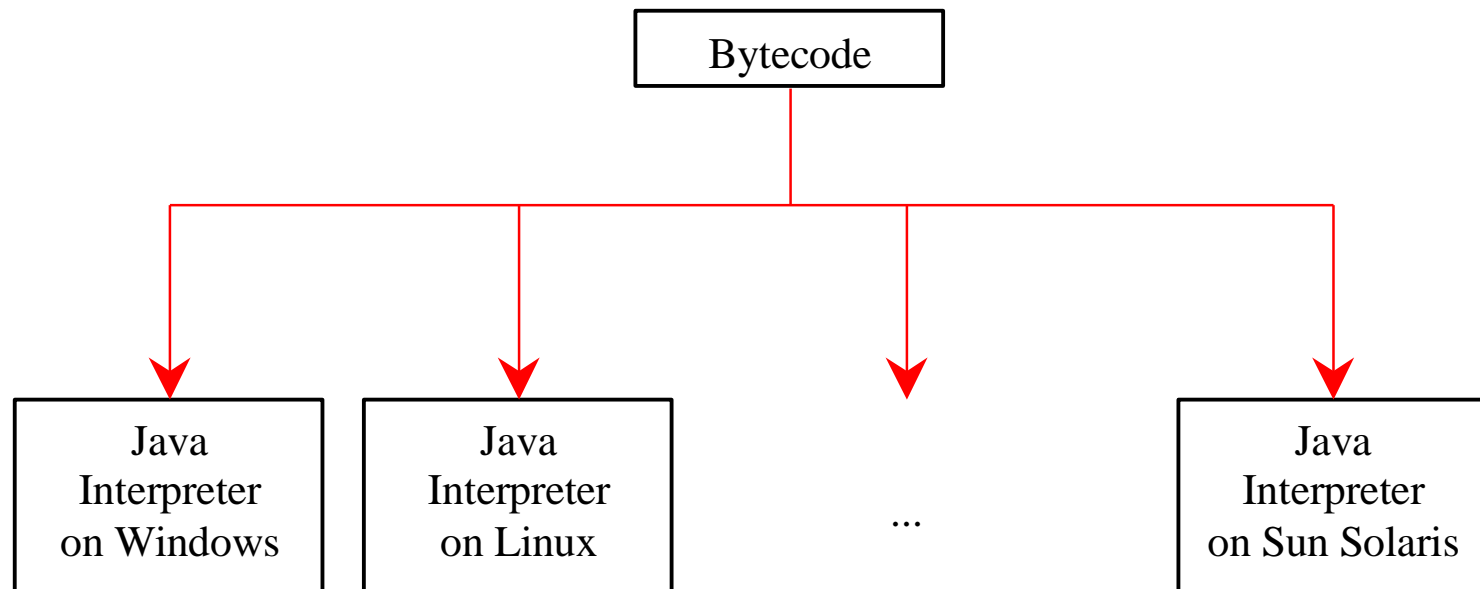 Bytecode
Java
Interpreter
on Windows
Java
Interpreter
on Linux
...
Java
Interpreter
on Sun Solaris